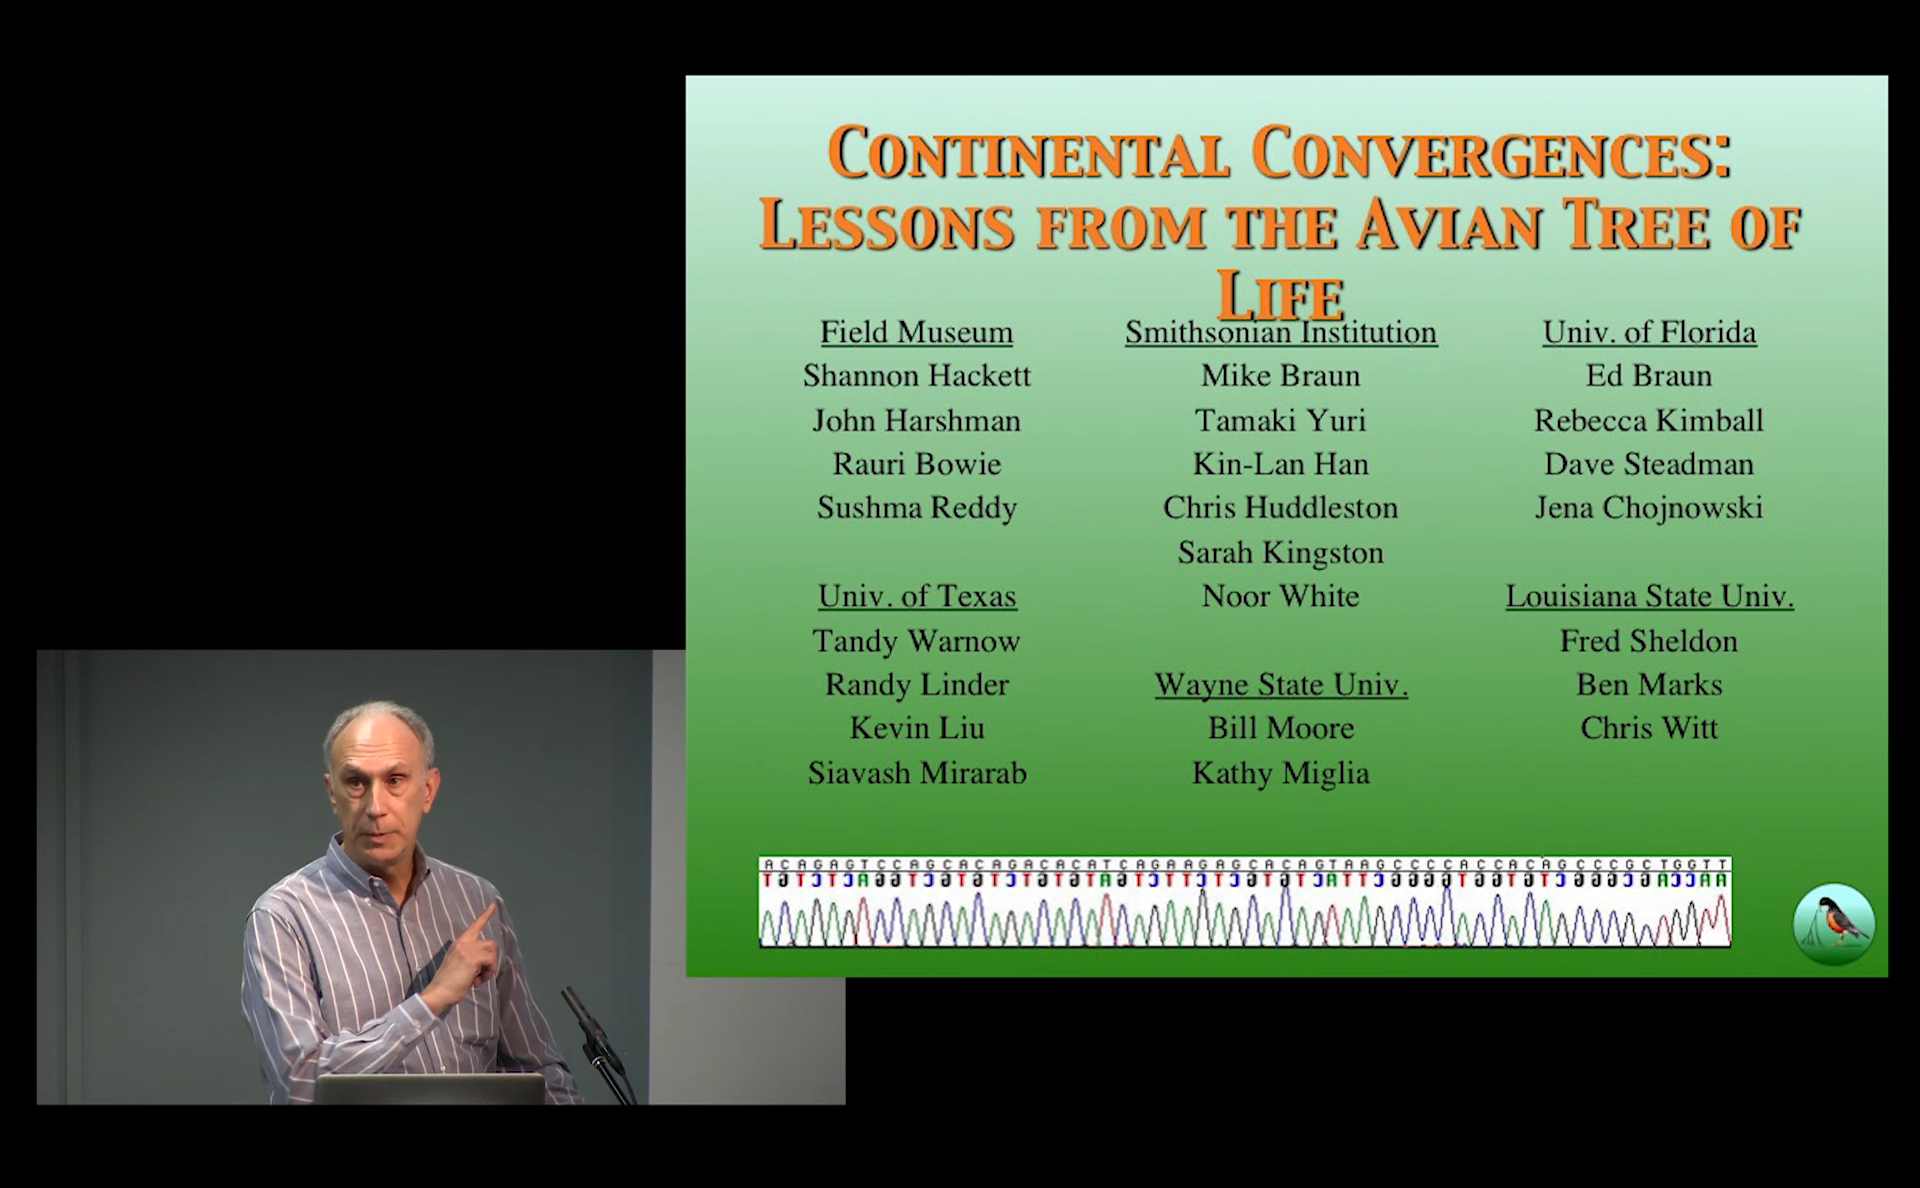 Continental Convergences:
Lessons from the Avian Tree of
Life
Field Museum
Shannon Hackett
John Harshman
Rauri Bowie
Sushma Reddy
Univ. of Texas
Tandy Warnow
Randy Linder
Kevin Liu
Siavash Mirarab
Smithsonian Institution
Mike Braun
Tamaki Yuri
Kin-Lan Han
Chris Huddleston
Sarah Kingston
Noor White
Wayne State Univ.
Bill Moore
Kathy Miglia
Univ. of Florida
Ed Braun
Rebecca Kimball
Dave Steadman
Jena Chojnowski
Louisiana State Univ.
Fred Sheldon
Ben Marks
Chris Witt
ACAGAGTCCAGCACAGACACATCAGAAGAGCACAGTAAGCCCCACCACAGCCCGCTGGTT